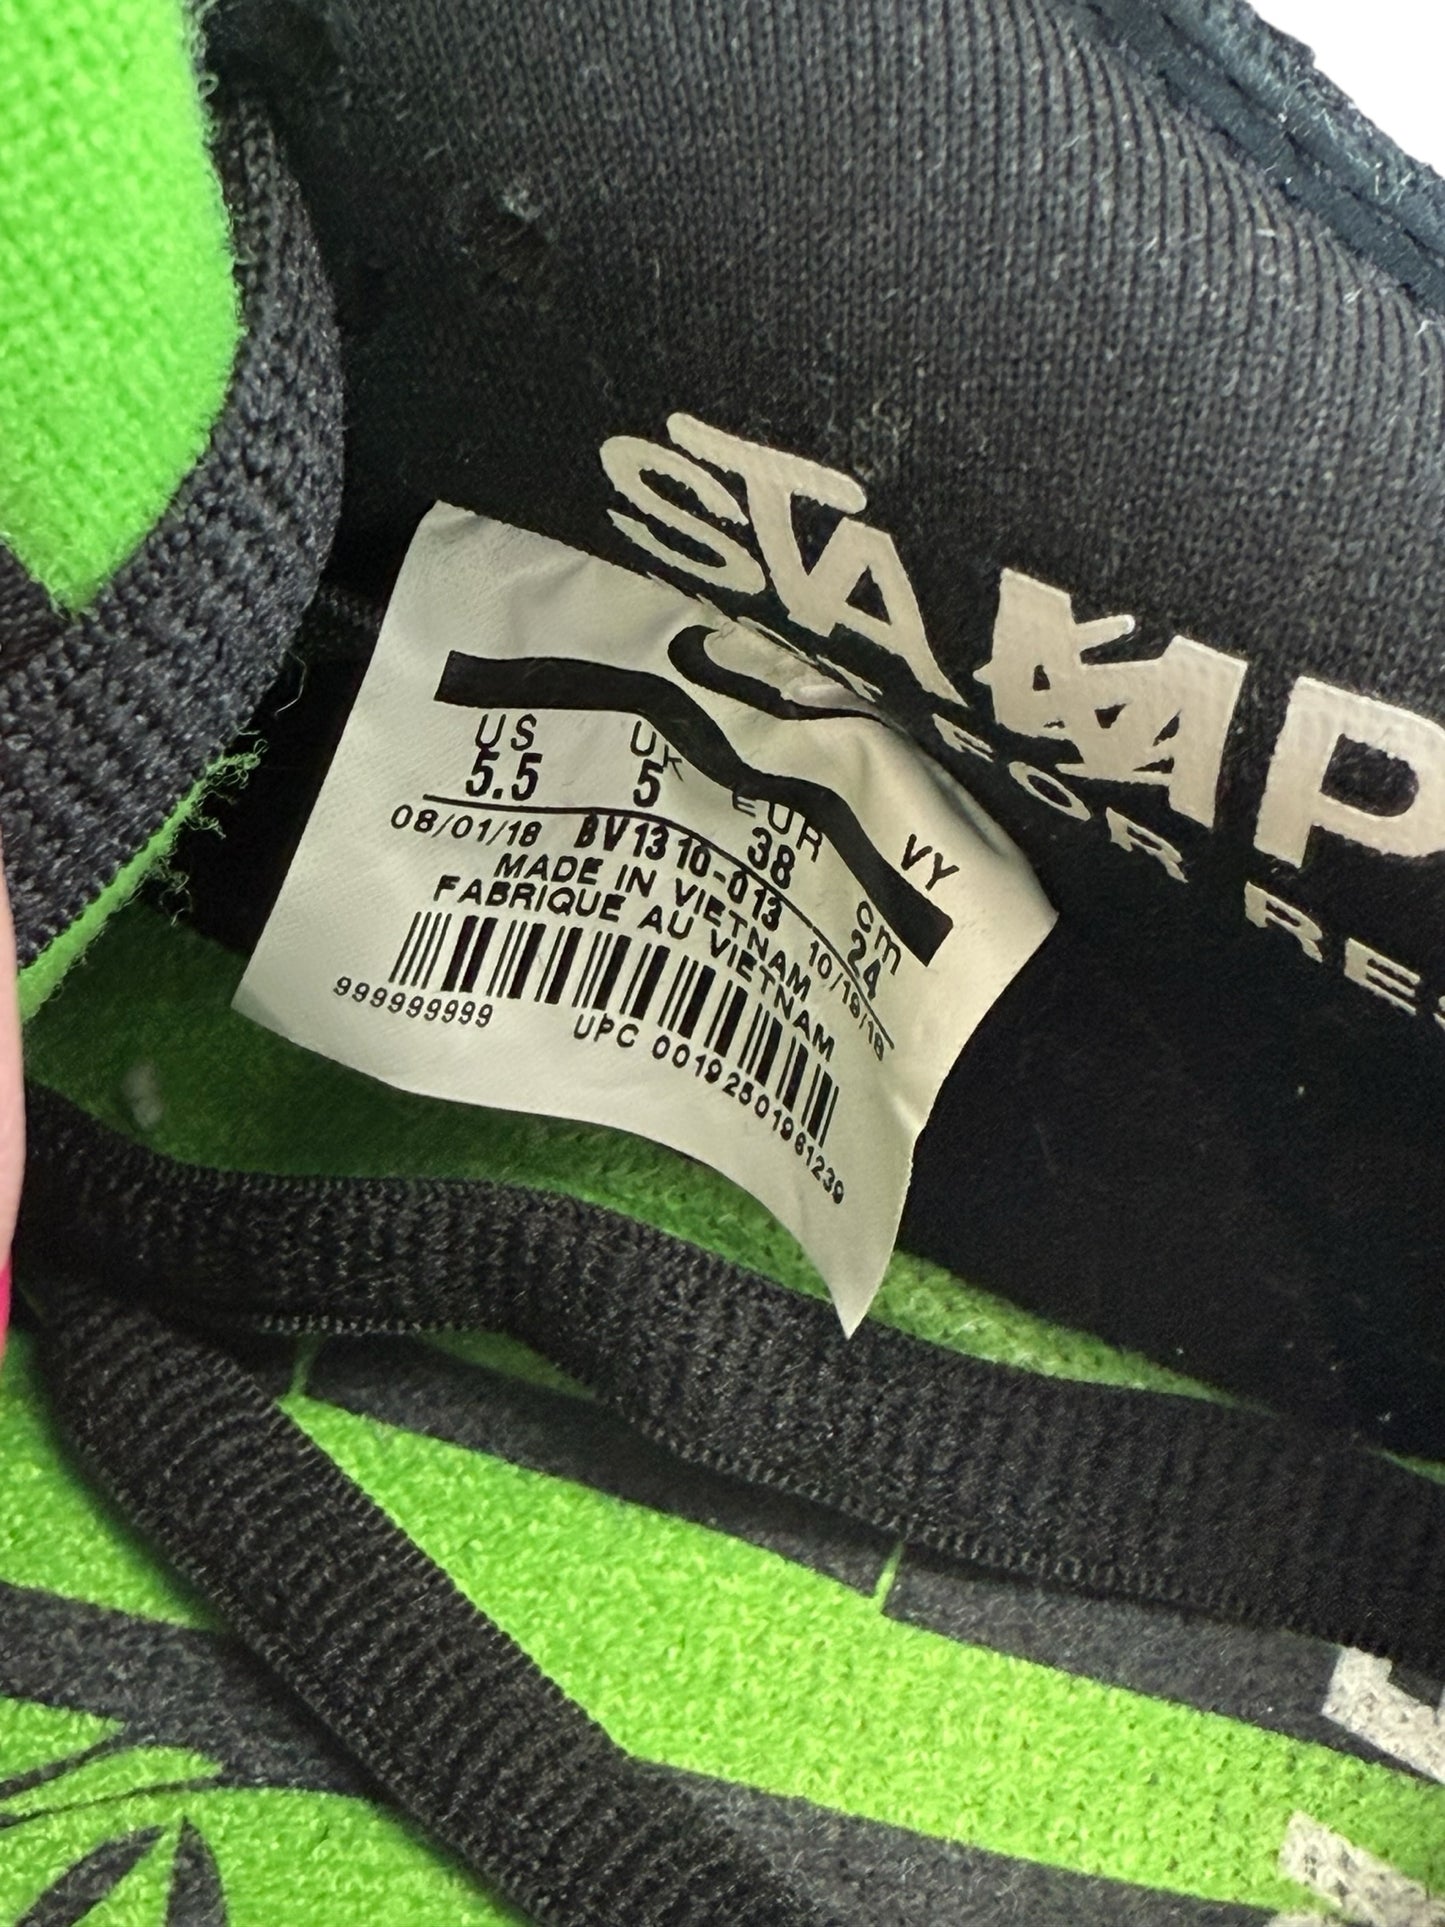 STAMP
FOR RES
VY
US UK EUR cm
5.5 5 38 24
08/01/18 BV1310-013 10/19/18
MADE IN VIETNAM
FABRIQUE AU VIETNAM
999999999 UPC 00192501961239